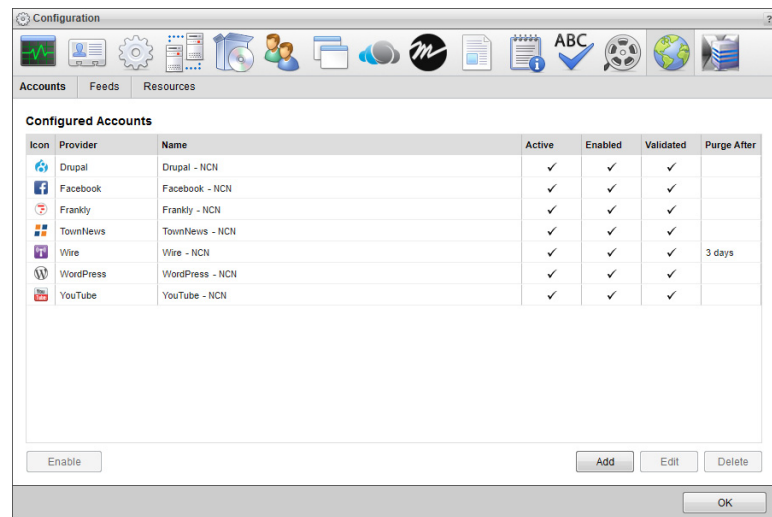 Configuration
?
ABC
Accounts Feeds Resources
Configured Accounts
Icon Provider Name Active Enabled Validated Purge After
Drupal Drupal - NCN ✓ ✓ ✓
Facebook Facebook - NCN ✓ ✓ ✓
Frankly Frankly - NCN ✓ ✓ ✓
TownNews TownNews - NCN ✓ ✓ ✓
Wire Wire - NCN ✓ ✓ ✓ 3 days
WordPress WordPress - NCN ✓ ✓ ✓
YouTube YouTube - NCN ✓ ✓ ✓
Enable Add Edit Delete
OK